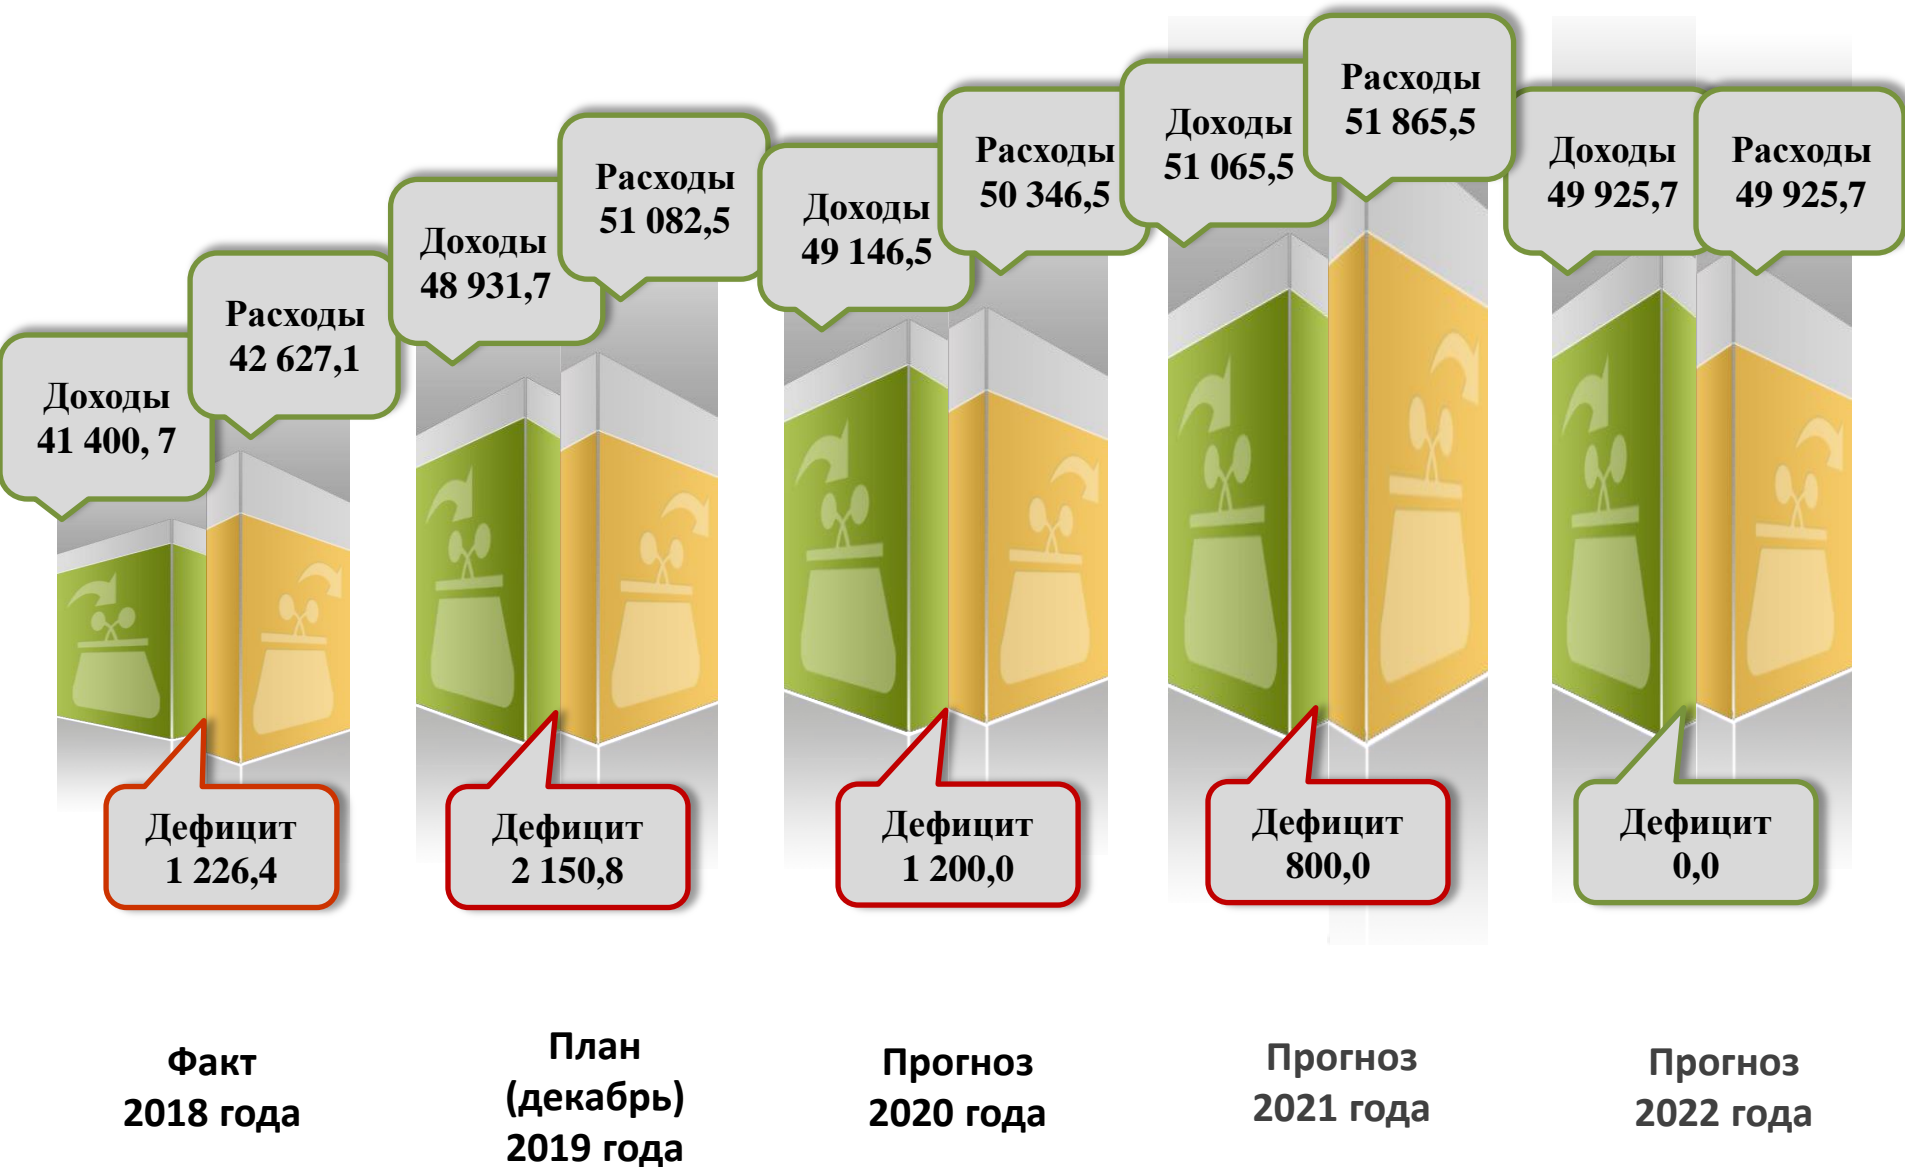 Доходы
41 400, 7
Расходы
42 627,1
Дефицит
1 226,4
Факт
2018 года
Доходы
48 931,7
Расходы
51 082,5
Дефицит
2 150,8
План
(декабрь)
2019 года
Доходы
49 146,5
Расходы
50 346,5
Дефицит
1 200,0
Прогноз
2020 года
Доходы
51 065,5
Расходы
51 865,5
Дефицит
800,0
Прогноз
2021 года
Доходы
49 925,7
Расходы
49 925,7
Дефицит
0,0
Прогноз
2022 года